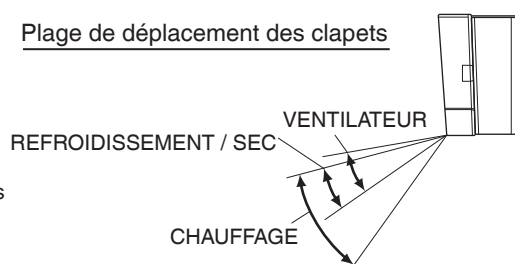 Plage de déplacement des clapets
VENTILATEUR
REFROIDISSEMENT / SEC
s
CHAUFFAGE